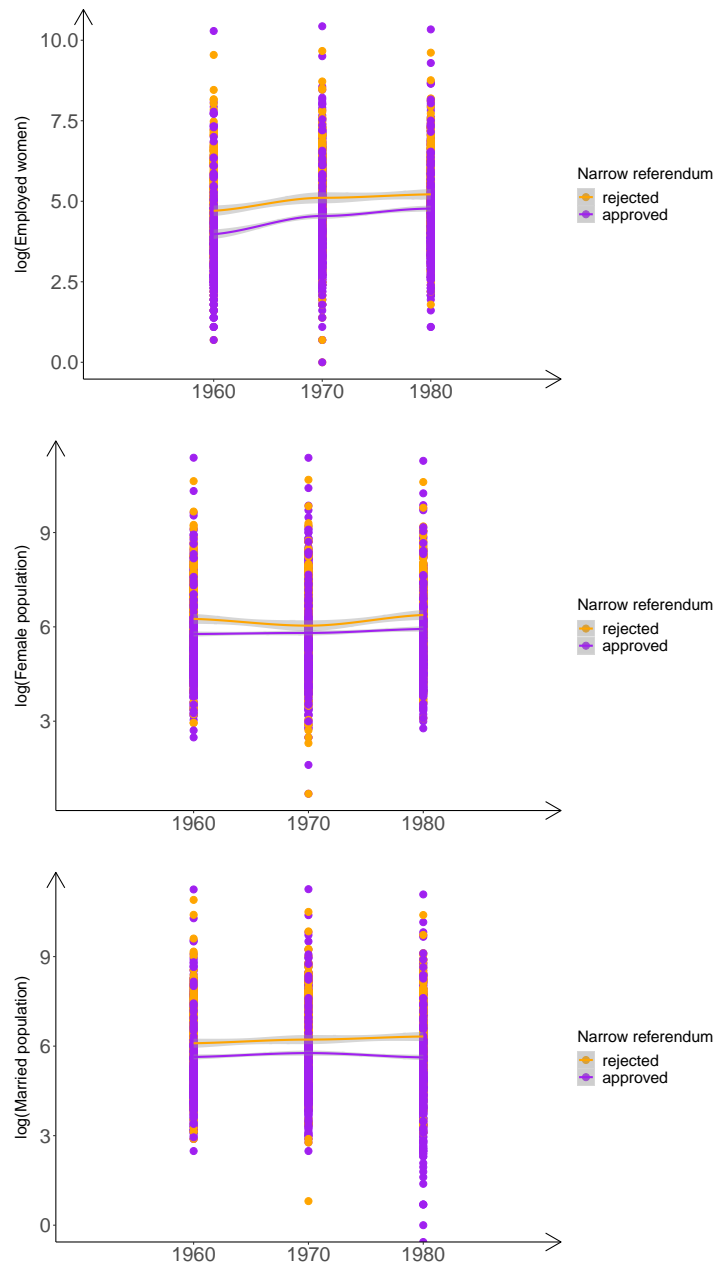 log(Employed women)
10.0
7.5
5.0
2.5
0.0
1960 1970 1980
Narrow referendum
rejected
approved
log(Female population)
9
6
3
1960 1970 1980
Narrow referendum
rejected
approved
log(Married population)
9
6
3
0
1960 1970 1980
Narrow referendum
rejected
approved